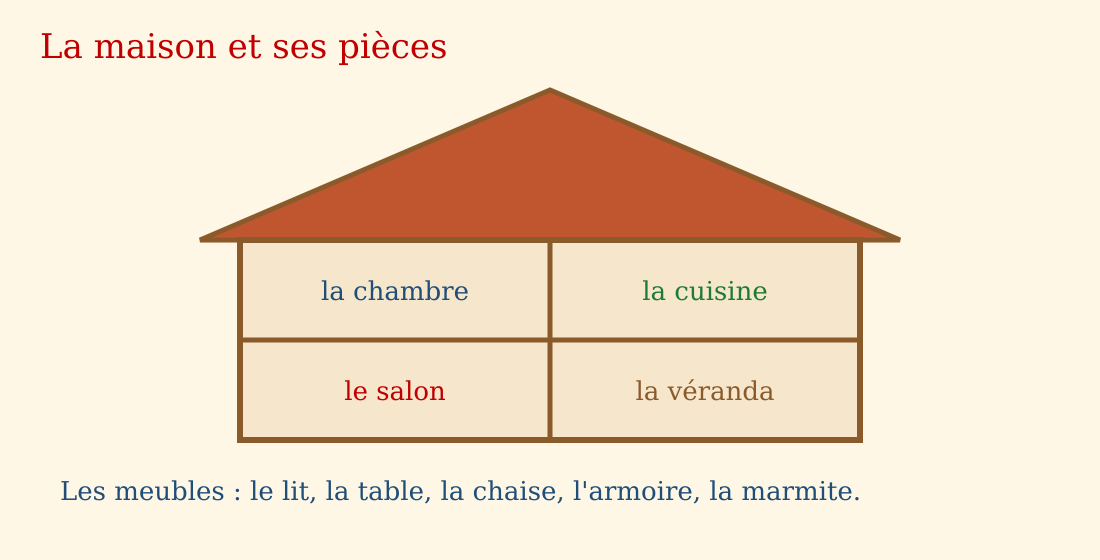 La maison et ses pièces
la chambre
la cuisine
le salon
la véranda
Les meubles : le lit, la table, la chaise, l'armoire, la marmite.